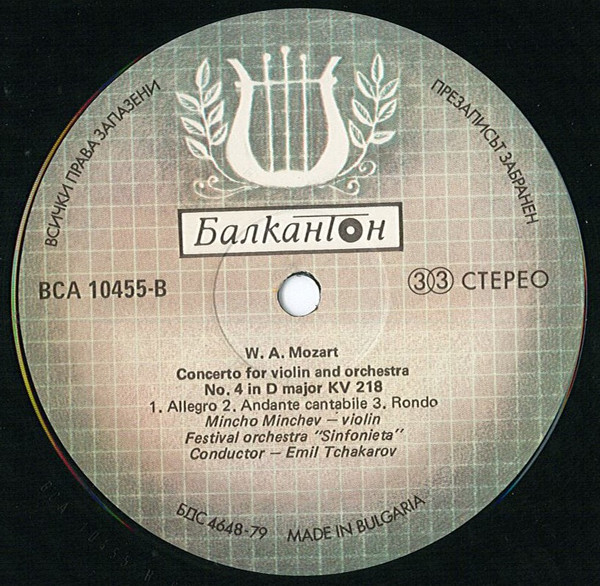 ВСИЧКИ ПРАВА ЗАПАЗЕНИ
ПРЕЗАПИСЪТ ЗАБРАНЕН
Балкантон
ВСА 10455-В
33 СТЕРЕО
W. A. Mozart
Concerto for violin and orchestra
No. 4 in D major KV 218
1. Allegro 2. Andante cantabile 3. Rondo
Mincho Minchev – violin
Festival orchestra "Sinfonieta"
Conductor – Emil Tchakarov
БДС 4648-79 MADE IN BULGARIA